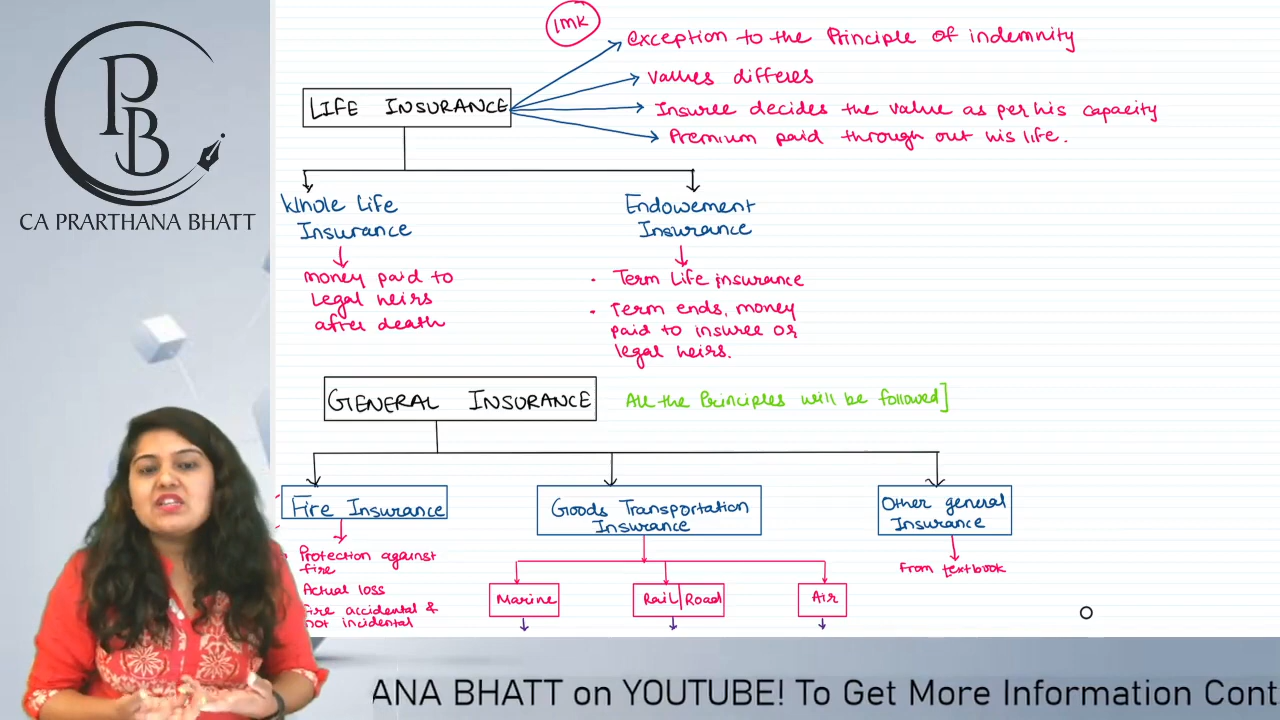 PB
CA PRARTHANA BHATT
1MK
LIFE INSURANCE
Exception to the Principle of indemnity
Values differes
Insuree decides the value as per his capacity
Premium paid through out his life.
Whole Life
Insurance
Money paid to
Legal heirs
after death
Endowement
Insurance
· Term Life insurance
· Term ends, money
paid to insuree or
legal heirs.
GENERAL INSURANCE
All the Principles will be followed]
Fire Insurance
Protection against
fire
Actual loss
Fire accidental &
not incidental
Goods Transportation
Insurance
Marine
Rail|Road
Air
Other general
Insurance
From textbook
ANA BHATT on YOUTUBE! To Get More Information Cont